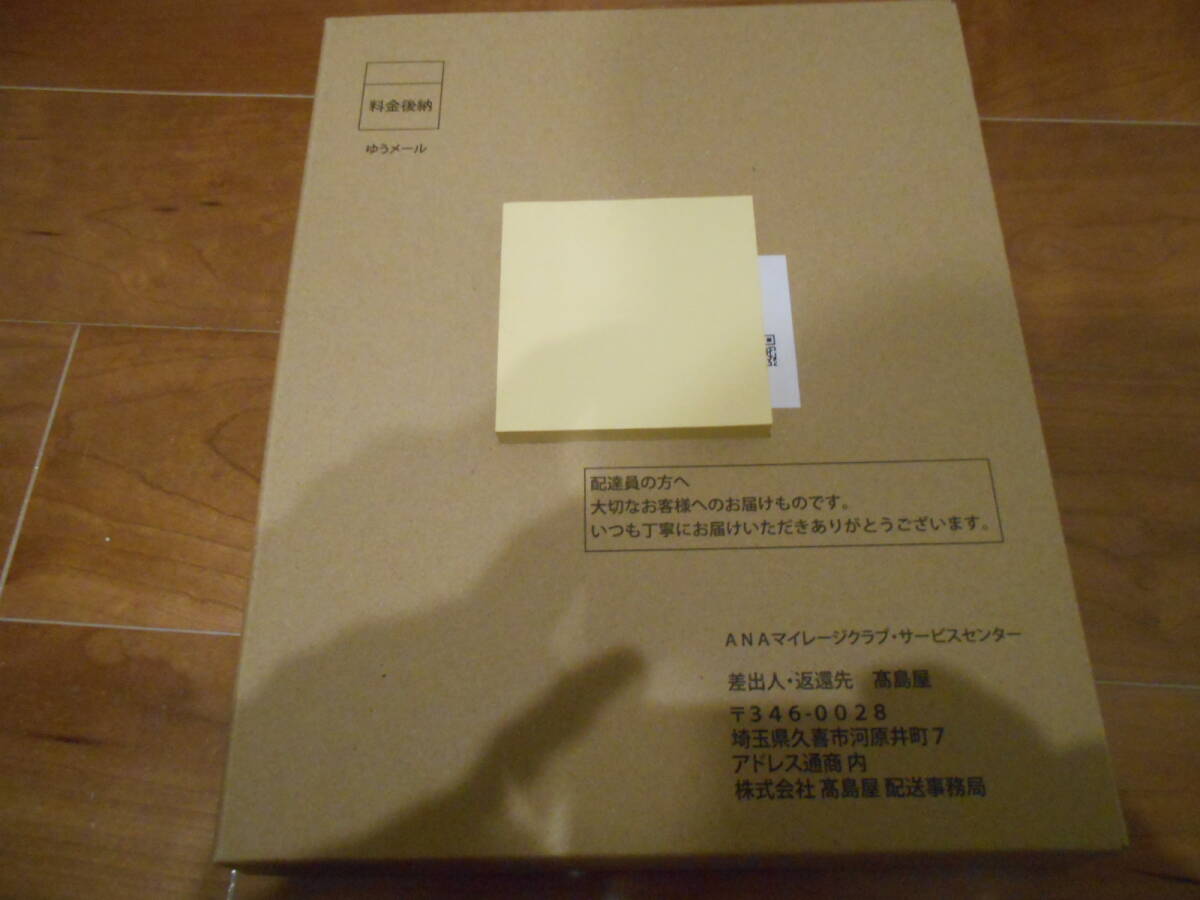 料金後納
ゆうメール
配達員の方へ
大切なお客様へのお届けものです。
いつも丁寧にお届けいただきありがとうございます。
ANAマイレージクラブ・サービスセンター
差出人・返還先　髙島屋
〒346-0028
埼玉県久喜市河原井町7
アドレス通商 内
株式会社 髙島屋 配送事務局